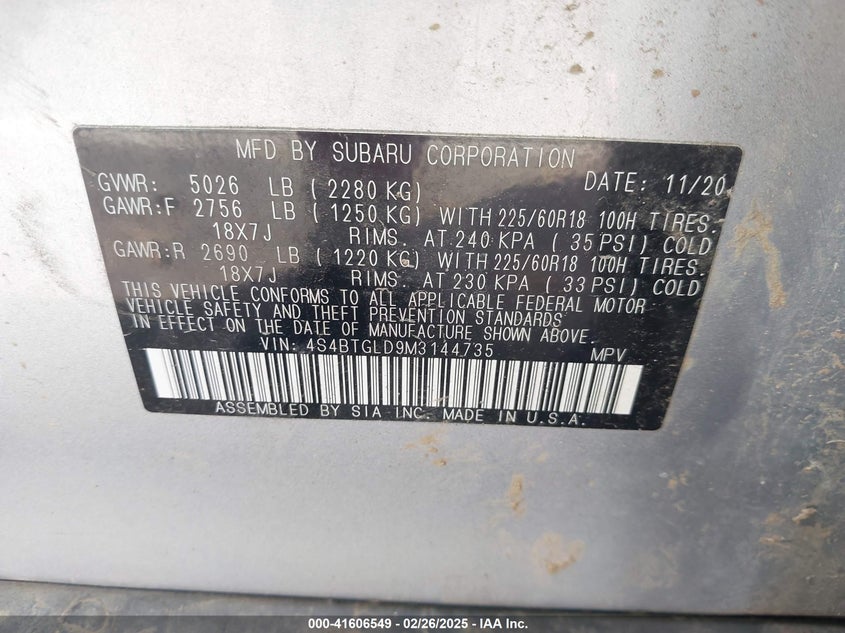 MFD BY SUBARU CORPORATION
GVWR: 5026 LB ( 2280 KG) DATE: 11/20
GAWR:F 2756 LB ( 1250 KG) WITH 225/60R18 100H TIRES.
18X7J RIMS. AT 240 KPA ( 35 PSI) COLD
GAWR:R 2690 LB ( 1220 KG) WITH 225/60R18 100H TIRES.
18X7J RIMS. AT 230 KPA ( 33 PSI) COLD
THIS VEHICLE CONFORMS TO ALL APPLICABLE FEDERAL MOTOR
VEHICLE SAFETY AND THEFT PREVENTION STANDARDS
IN EFFECT ON THE DATE OF MANUFACTURE SHOWN ABOVE.
VIN: 4S4BTGLD9M3144735 MPV
ASSEMBLED BY SIA INC. MADE IN U.S.A.
000-41606549 - 02/26/2025 - IAA Inc.